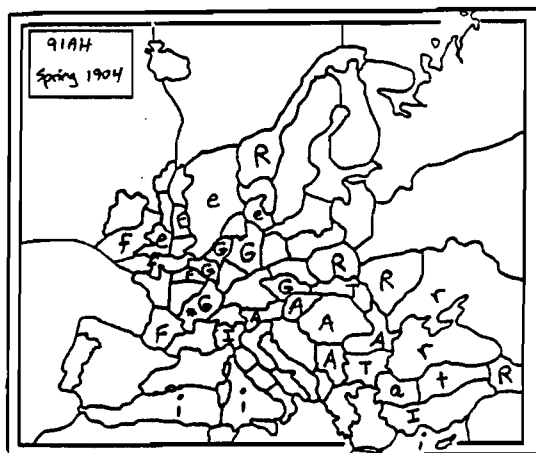 91AH
Spring 1904
R
e
E e
f e G G
f G R
F R
G T
G r
A
A A
F I A r
A T
a t R
i i I
i